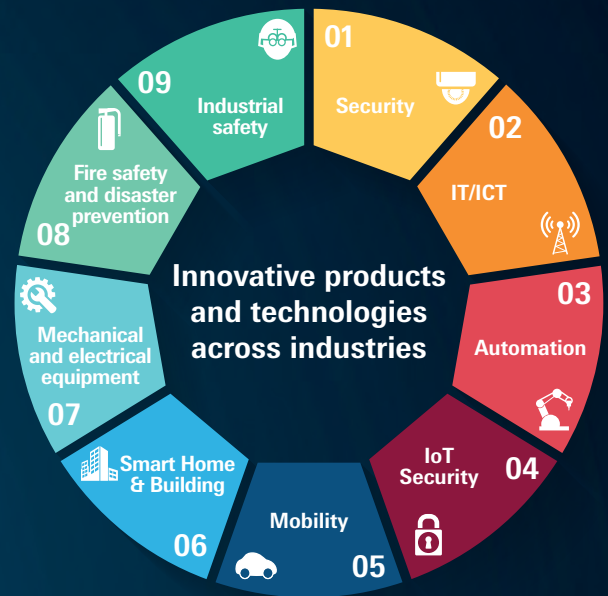 Innovative products
and technologies
across industries
01
Security
02
IT/ICT
03
Automation
04
IoT
Security
05
Mobility
06
Smart Home
& Building
07
Mechanical
and electrical
equipment
08
Fire safety
and disaster
prevention
09
Industrial
safety